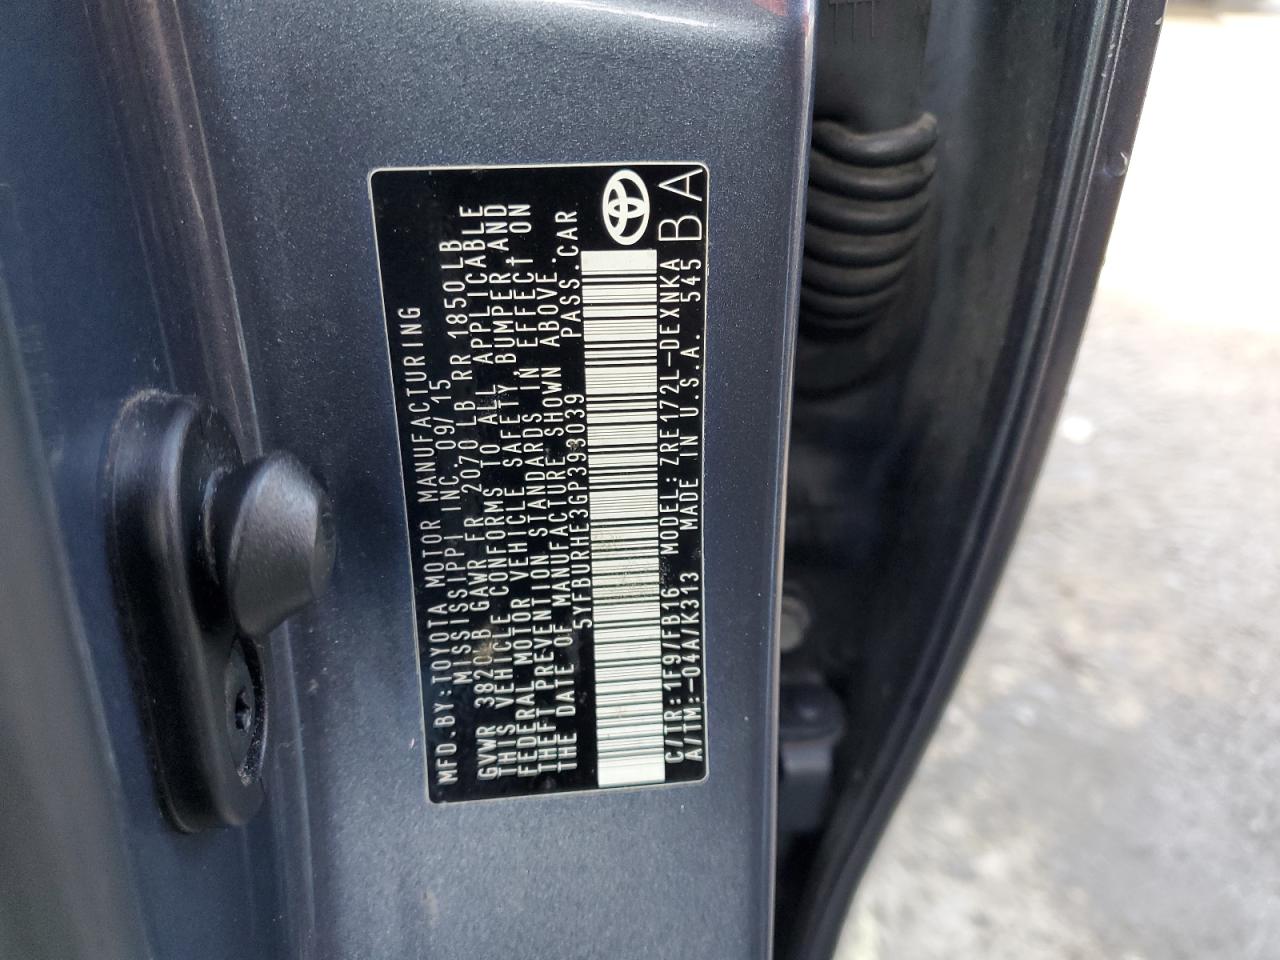 MFD.BY:TOYOTA MOTOR MANUFACTURING
MISSISSIPPI INC. 09/15
GVWR 3820LB GAWR FR 2070 LB RR 1850LB
THIS VEHICLE CONFORMS TO ALL APPLICABLE
FEDERAL MOTOR VEHICLE SAFETY, BUMPER, AND
THEFT PREVENTION STANDARDS IN EFFECT ON
THE DATE OF MANUFACTURE SHOWN ABOVE.
5YFBURHE3GP393039 PASS.CAR
C/TR:1F9/FB16 MODEL:ZRE172L-DEXNKA
A/TM:-04A/K313 MADE IN U.S.A. 545
BA